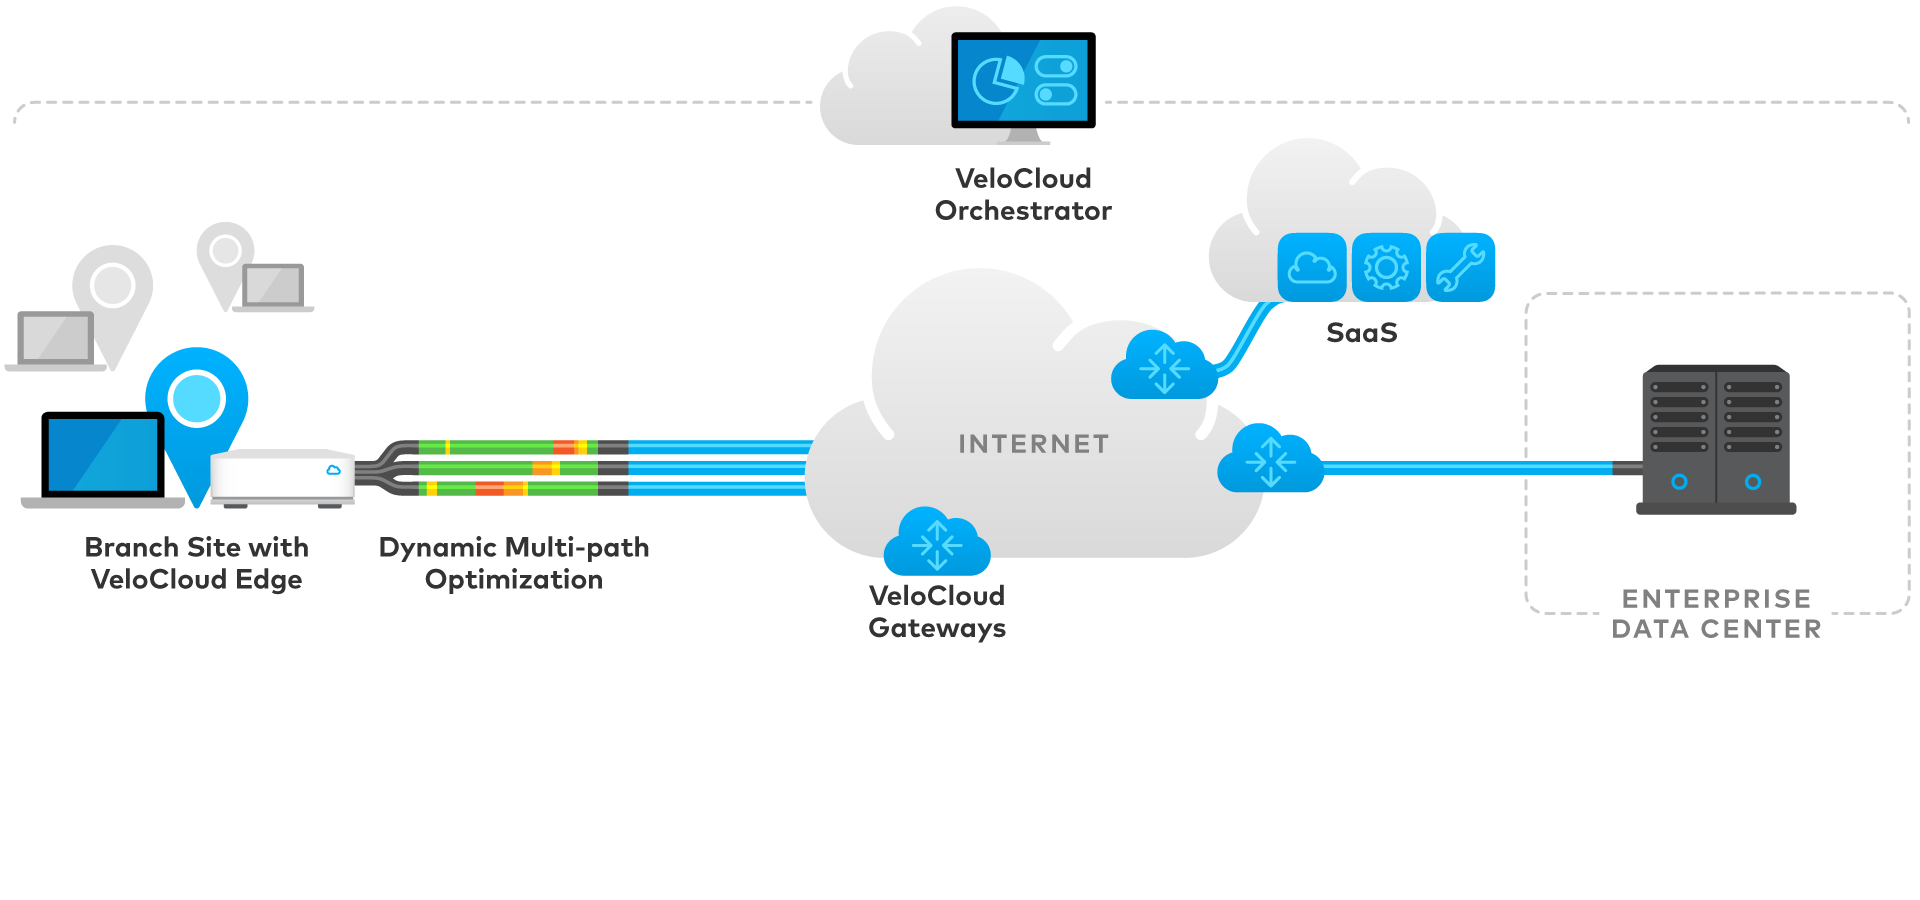 VeloCloud
Orchestrator
SaaS
INTERNET
Branch Site with
VeloCloud Edge
Dynamic Multi-path
Optimization
VeloCloud
Gateways
ENTERPRISE
DATA CENTER